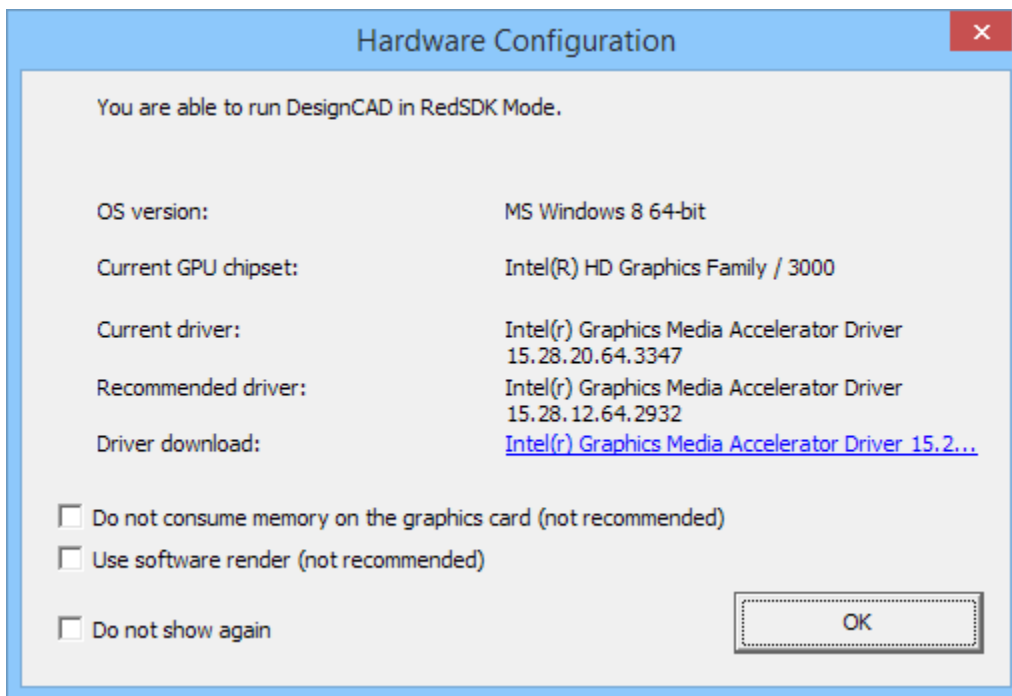 Hardware Configuration
You are able to run DesignCAD in RedSDK Mode.
OS version: MS Windows 8 64-bit
Current GPU chipset: Intel(R) HD Graphics Family / 3000
Current driver: Intel(r) Graphics Media Accelerator Driver
15.28.20.64.3347
Recommended driver: Intel(r) Graphics Media Accelerator Driver
15.28.12.64.2932
Driver download: Intel(r) Graphics Media Accelerator Driver 15.2...
Do not consume memory on the graphics card (not recommended)
Use software render (not recommended)
Do not show again
OK